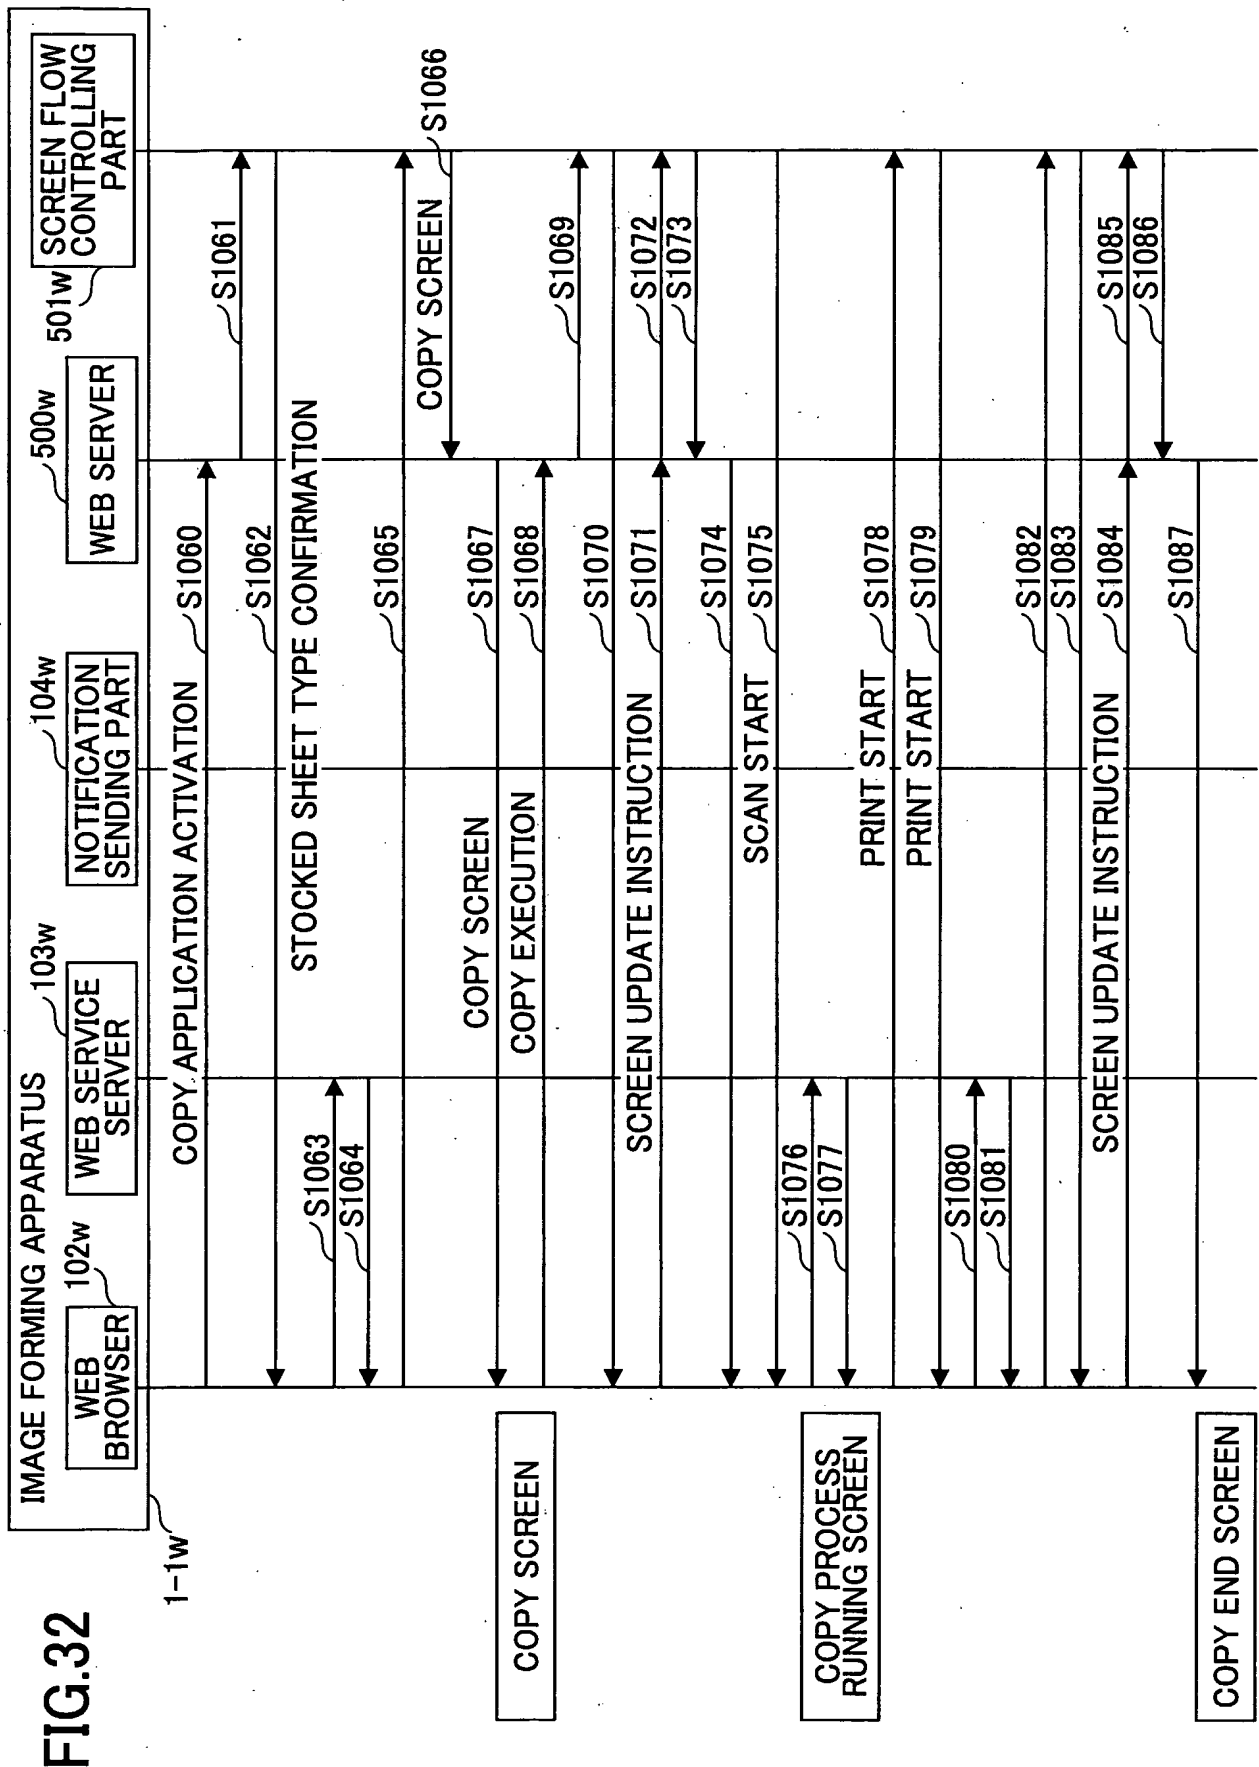 FIG.32
IMAGE FORMING APPARATUS
1-1w
WEB
BROWSER
102w
WEB SERVICE
SERVER
103w
NOTIFICATION
SENDING PART
104w
WEB SERVER
500w
SCREEN FLOW
CONTROLLING
PART
501w
COPY APPLICATION ACTIVATION
S1060
S1061
S1062
STOCKED SHEET TYPE CONFIRMATION
S1063
S1064
S1065
COPY SCREEN
S1066
COPY SCREEN
COPY SCREEN
S1067
COPY EXECUTION
S1068
S1069
S1070
SCREEN UPDATE INSTRUCTION
S1071
S1072
S1073
S1074
SCAN START
S1075
COPY PROCESS
RUNNING SCREEN
S1076
S1077
PRINT START
S1078
PRINT START
S1079
S1080
S1081
S1082
S1083
SCREEN UPDATE INSTRUCTION
S1084
S1085
S1086
COPY END SCREEN
S1087